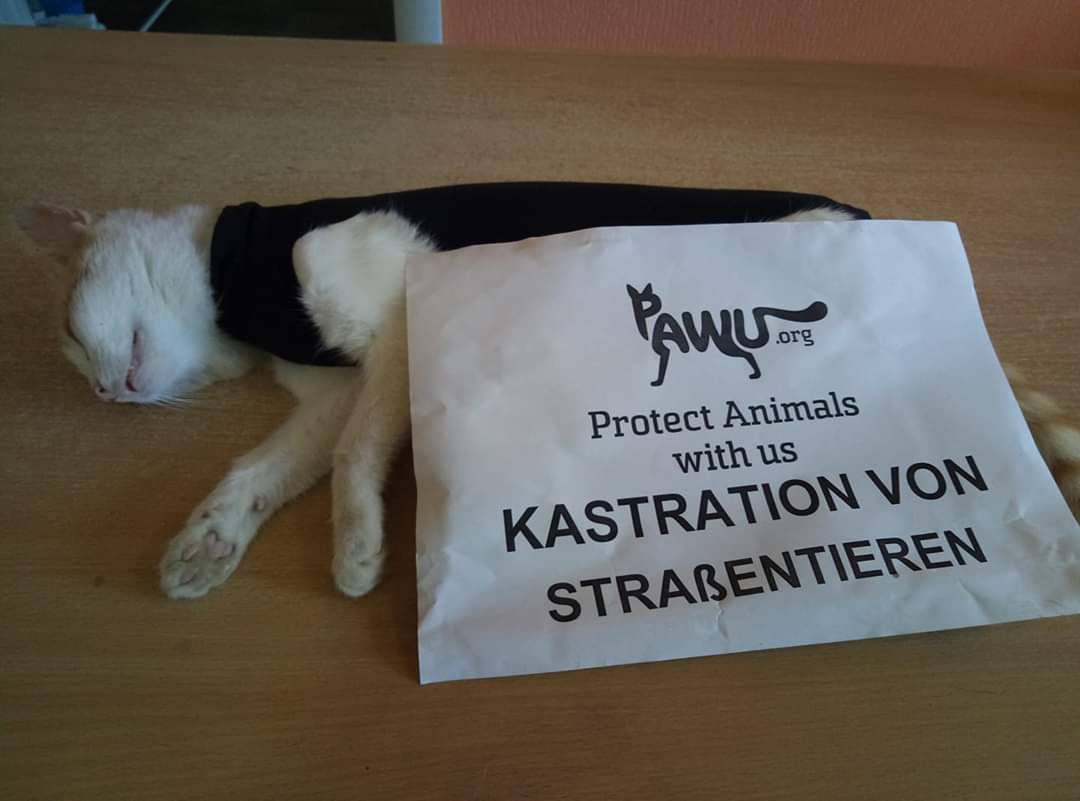 PAWU.org
Protect Animals
with us
KASTRATION VON
STRAßENTIEREN